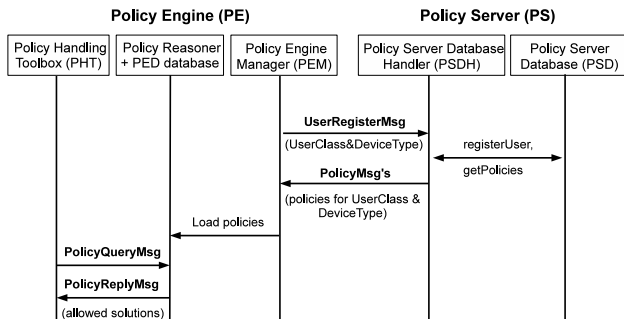 Policy Engine (PE)
Policy Server (PS)
Policy Handling
Toolbox (PHT)
Policy Reasoner
+ PED database
Policy Engine
Manager (PEM)
Policy Server Database
Handler (PSDH)
Policy Server
Database (PSD)
UserRegisterMsg
(UserClass&DeviceType)
registerUser,
getPolicies
PolicyMsg's
(policies for UserClass &
DeviceType)
Load policies
PolicyQueryMsg
PolicyReplyMsg
(allowed solutions)